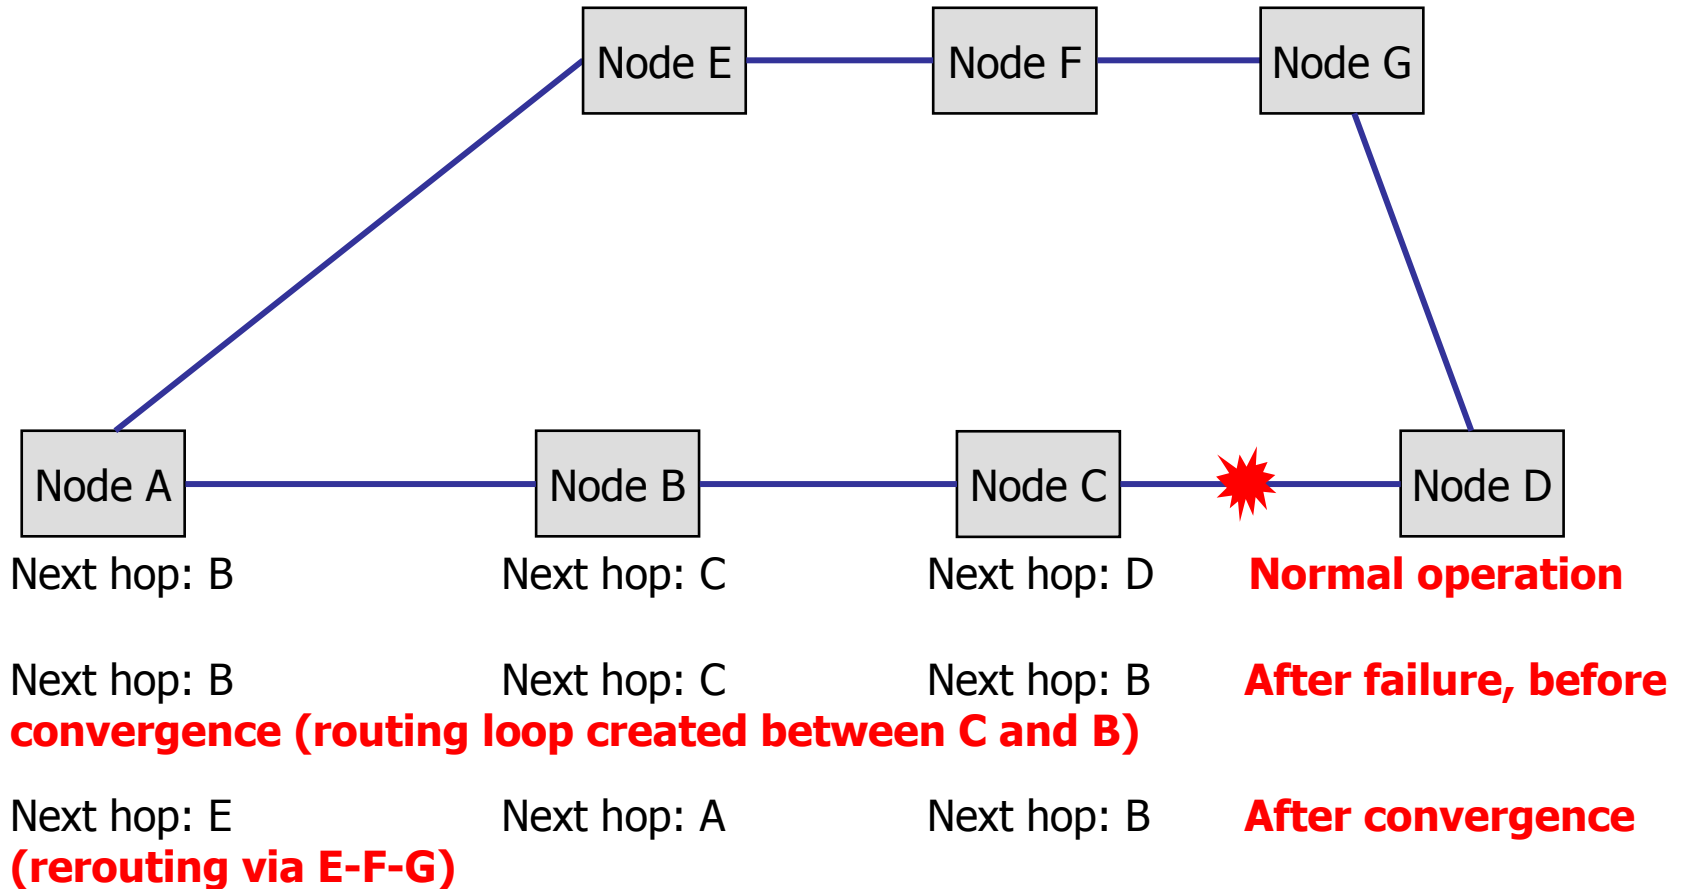 Node E Node F Node G
Node A Node B Node C Node D
Next hop: B Next hop: C Next hop: D Normal operation
Next hop: B Next hop: C Next hop: B After failure, before
convergence (routing loop created between C and B)
Next hop: E Next hop: A Next hop: B After convergence
(rerouting via E-F-G)